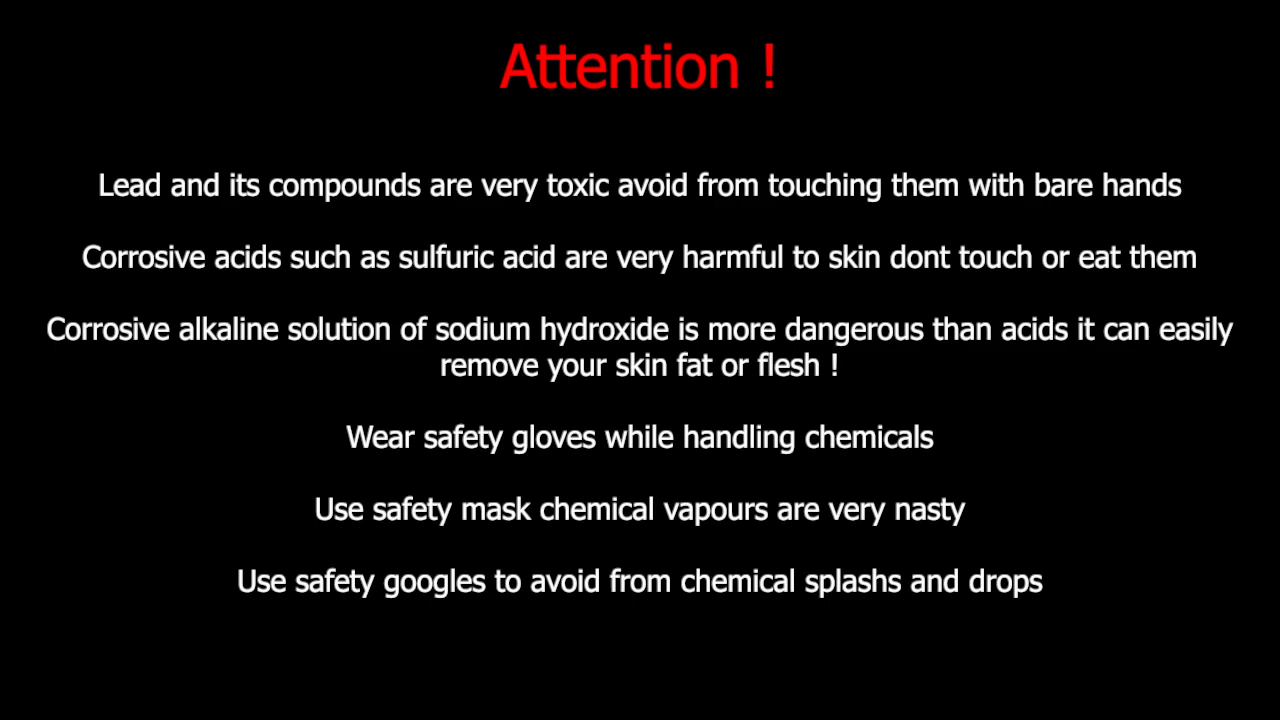 Attention !
Lead and its compounds are very toxic avoid from touching them with bare hands
Corrosive acids such as sulfuric acid are very harmful to skin dont touch or eat them
Corrosive alkaline solution of sodium hydroxide is more dangerous than acids it can easily
remove your skin fat or flesh !
Wear safety gloves while handling chemicals
Use safety mask chemical vapours are very nasty
Use safety googles to avoid from chemical splashs and drops